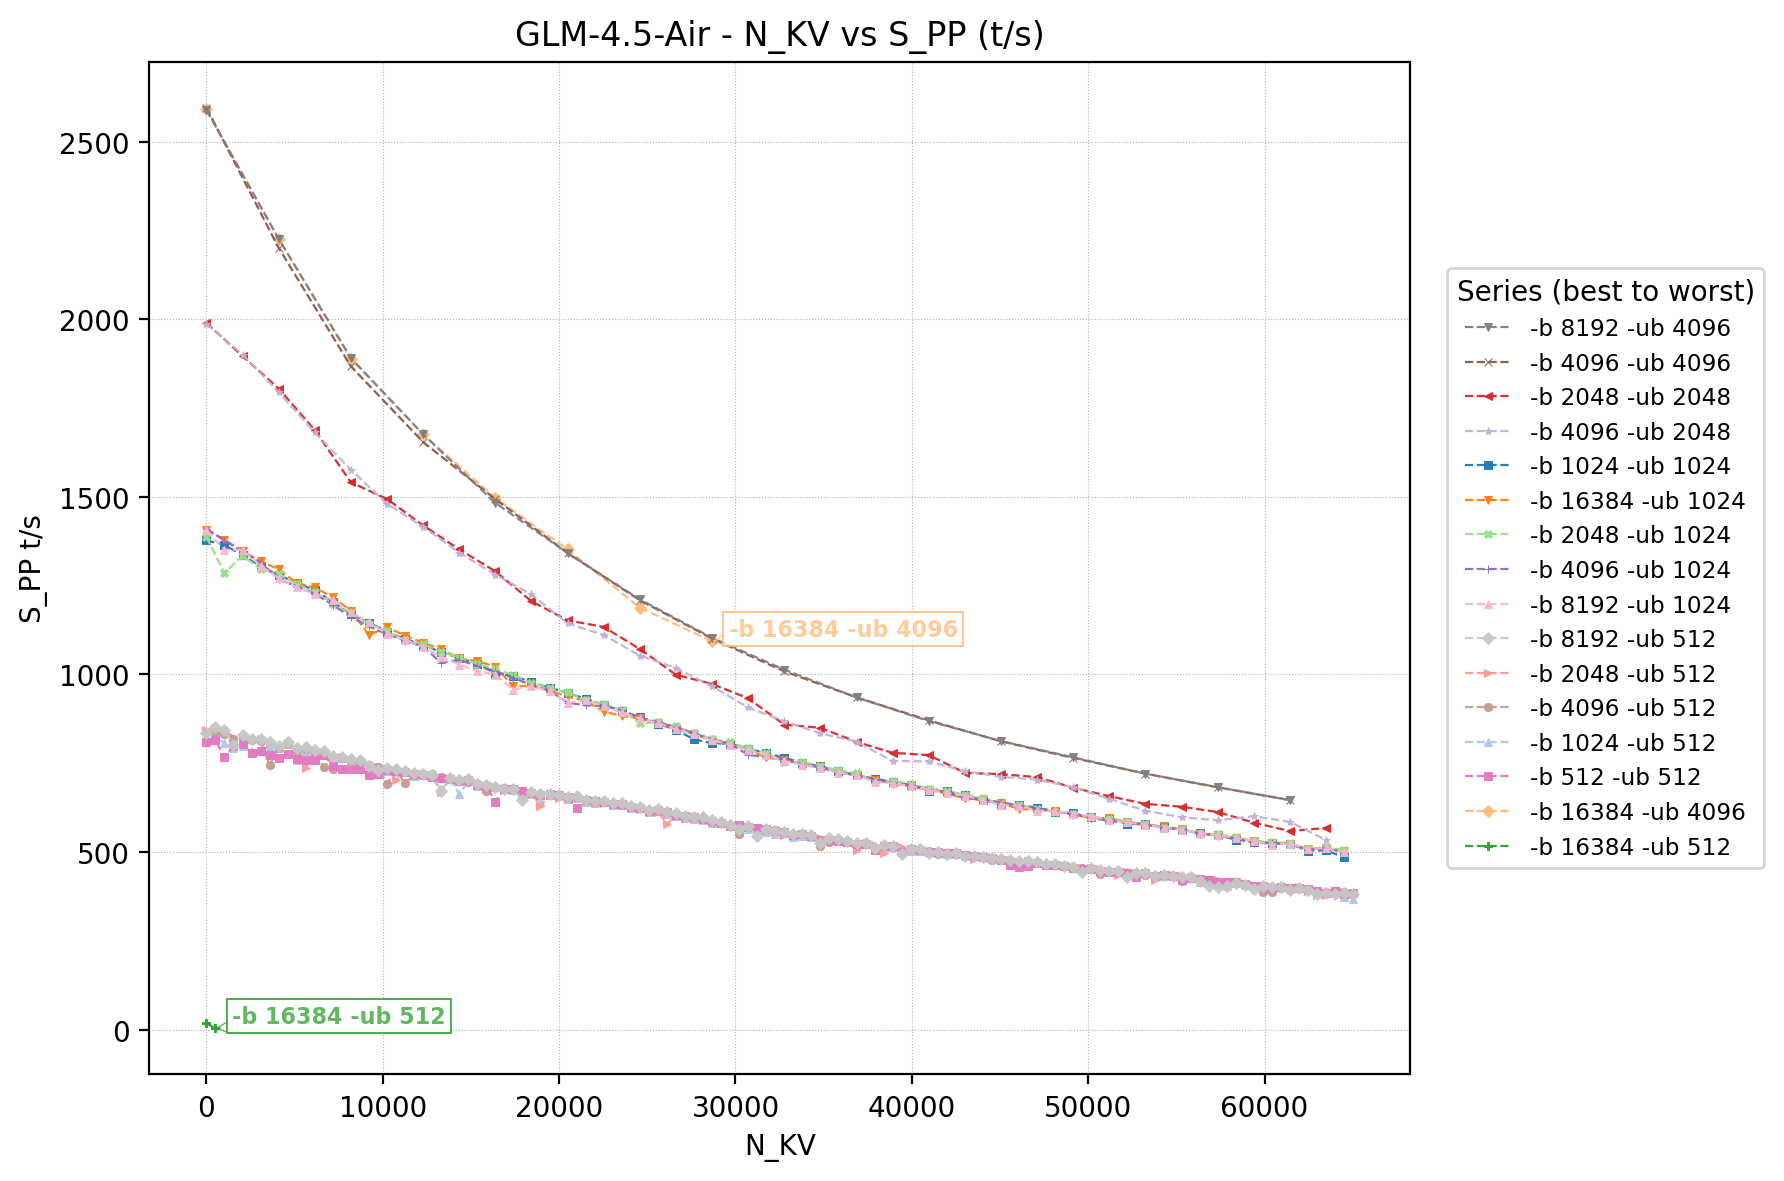 GLM-4.5-Air - N_KV vs S_PP (t/s)
S_PP t/s
2500
2000
1500
1000
500
0
-b 16384 -ub 4096
-b 16384 -ub 512
0
10000
20000
30000
40000
50000
60000
N_KV
Series (best to worst)
-b 8192 -ub 4096
-b 4096 -ub 4096
-b 2048 -ub 2048
-b 4096 -ub 2048
-b 1024 -ub 1024
-b 16384 -ub 1024
-b 2048 -ub 1024
-b 4096 -ub 1024
-b 8192 -ub 1024
-b 8192 -ub 512
-b 2048 -ub 512
-b 4096 -ub 512
-b 1024 -ub 512
-b 512 -ub 512
-b 16384 -ub 4096
-b 16384 -ub 512